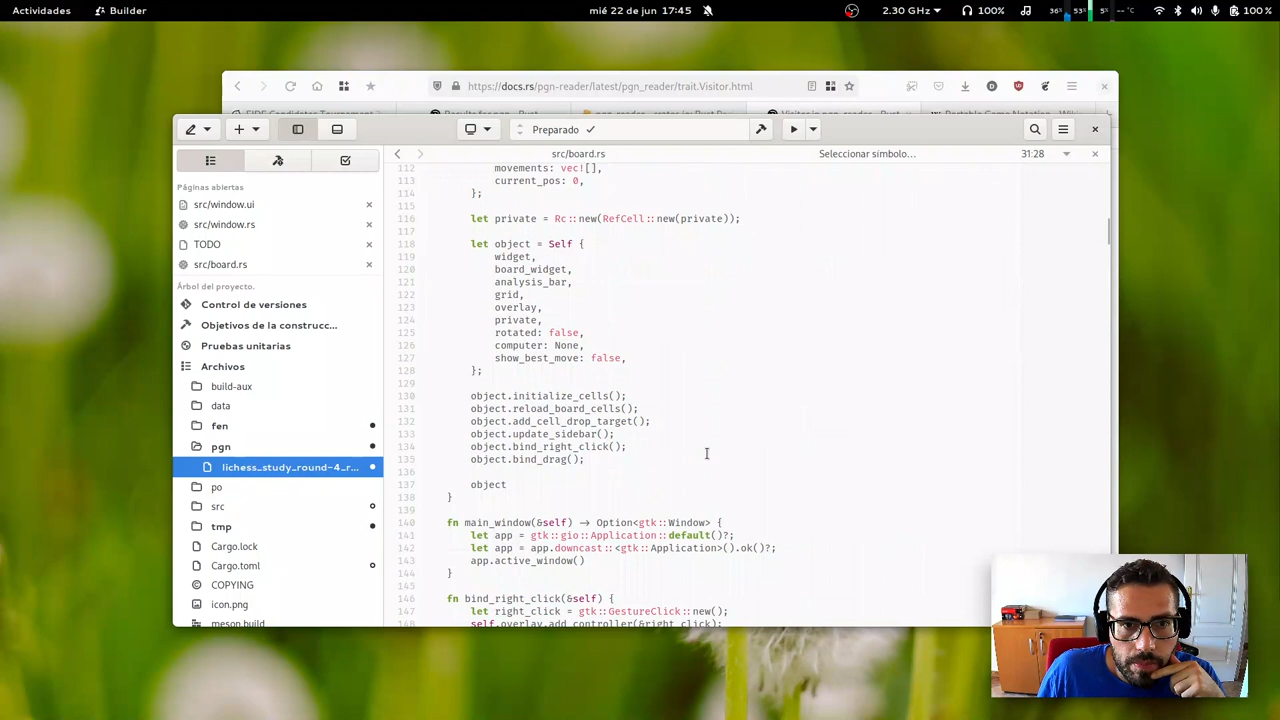 Actividades
Builder
mié 22 de jun 17:45
2.30 GHz
100%
36%
53%
5%
-- °C
100 %
https://docs.rs/pgn-reader/latest/pgn_reader/trait.Visitor.html
Preparado ✓
src/board.rs
Seleccionar símbolo…
31:28
Páginas abiertas
src/window.ui
src/window.rs
TODO
src/board.rs
Árbol del proyecto.
Control de versiones
Objetivos de la construcc…
Pruebas unitarias
Archivos
build-aux
data
fen
pgn
lichess_study_round-4_r…
po
src
tmp
Cargo.lock
Cargo.toml
COPYING
icon.png
meson.build
112 movements: vec![],
113 current_pos: 0,
114 };
115
116 let private = Rc::new(RefCell::new(private));
117
118 let object = Self {
119 widget,
120 board_widget,
121 analysis_bar,
122 grid,
123 overlay,
124 private,
125 rotated: false,
126 computer: None,
127 show_best_move: false,
128 };
129
130 object.initialize_cells();
131 object.reload_board_cells();
132 object.add_cell_drop_target();
133 object.update_sidebar();
134 object.bind_right_click();
135 object.bind_drag();
136
137 object
138 }
139
140 fn main_window(&self) -> Option<gtk::Window> {
141 let app = gtk::gio::Application::default()?;
142 let app = app.downcast::<gtk::Application>().ok()?;
143 app.active_window()
144 }
145
146 fn bind_right_click(&self) {
147 let right_click = gtk::GestureClick::new();
148 self.overlay.add_controller(&right_click);